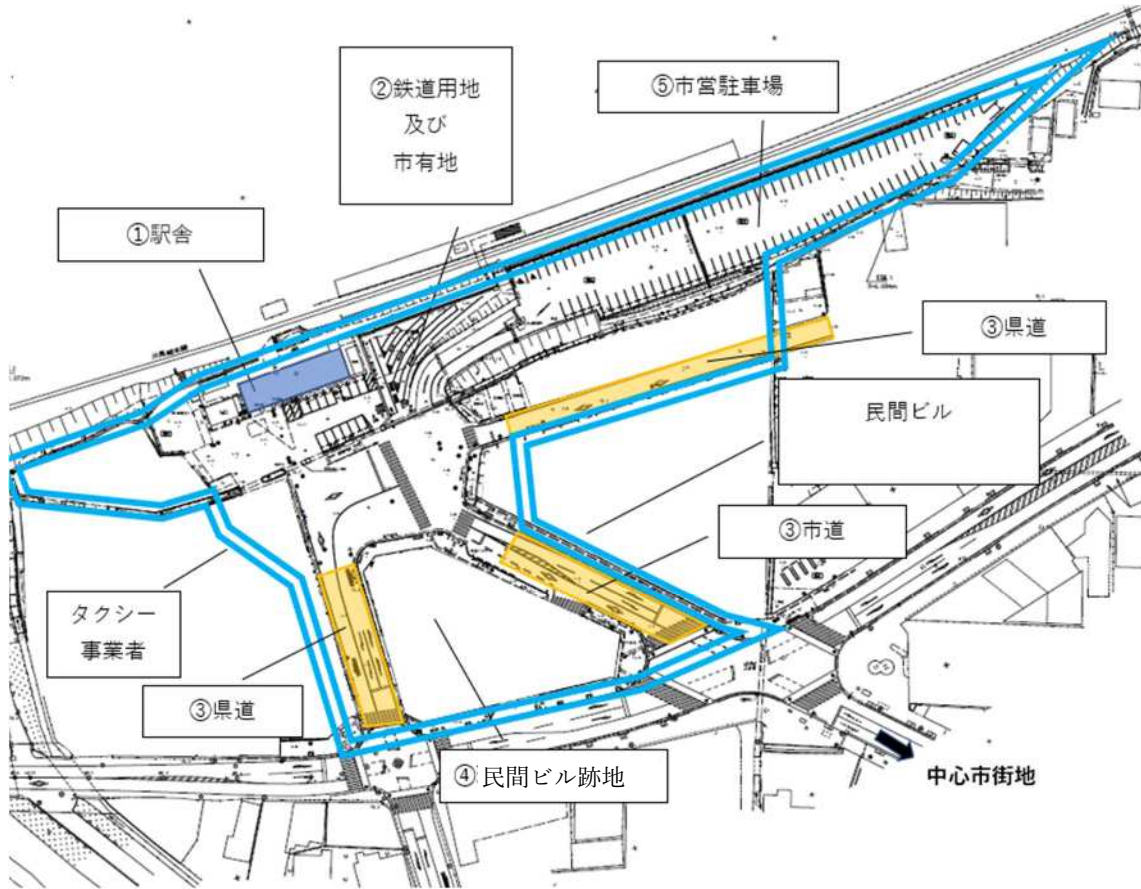 ②鉄道用地
及び
市有地
⑤市営駐車場
①駅舎
③県道
民間ビル
③市道
タクシー
事業者
③県道
④民間ビル跡地
中心市街地